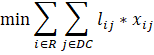 min ∑_{i∈R} ∑_{j∈DC} l_{ij} * x_{ij}